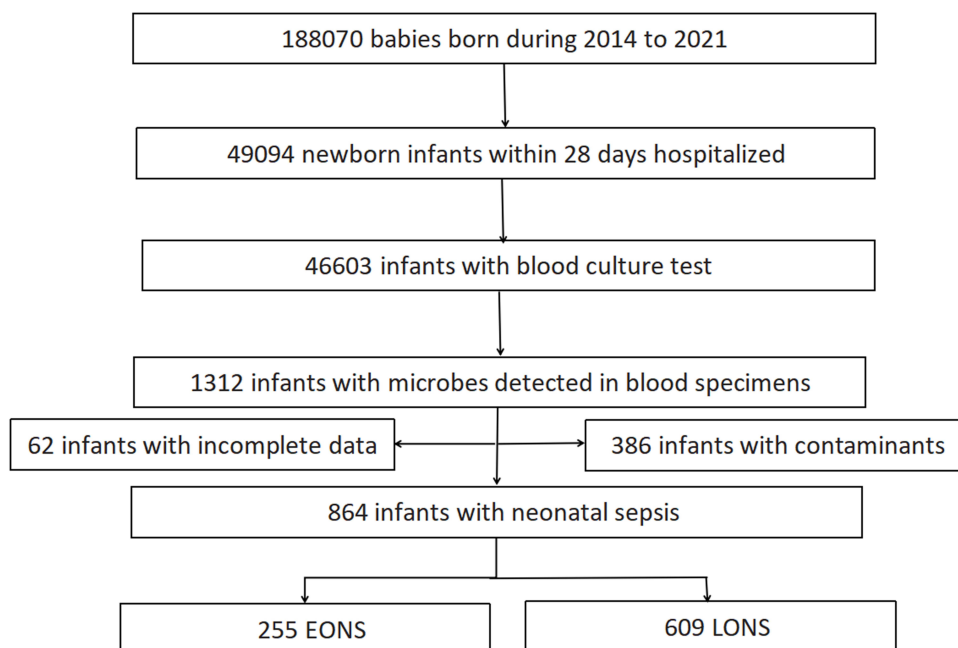 188070 babies born during 2014 to 2021
49094 newborn infants within 28 days hospitalized
46603 infants with blood culture test
1312 infants with microbes detected in blood specimens
62 infants with incomplete data
386 infants with contaminants
864 infants with neonatal sepsis
255 EONS
609 LONS